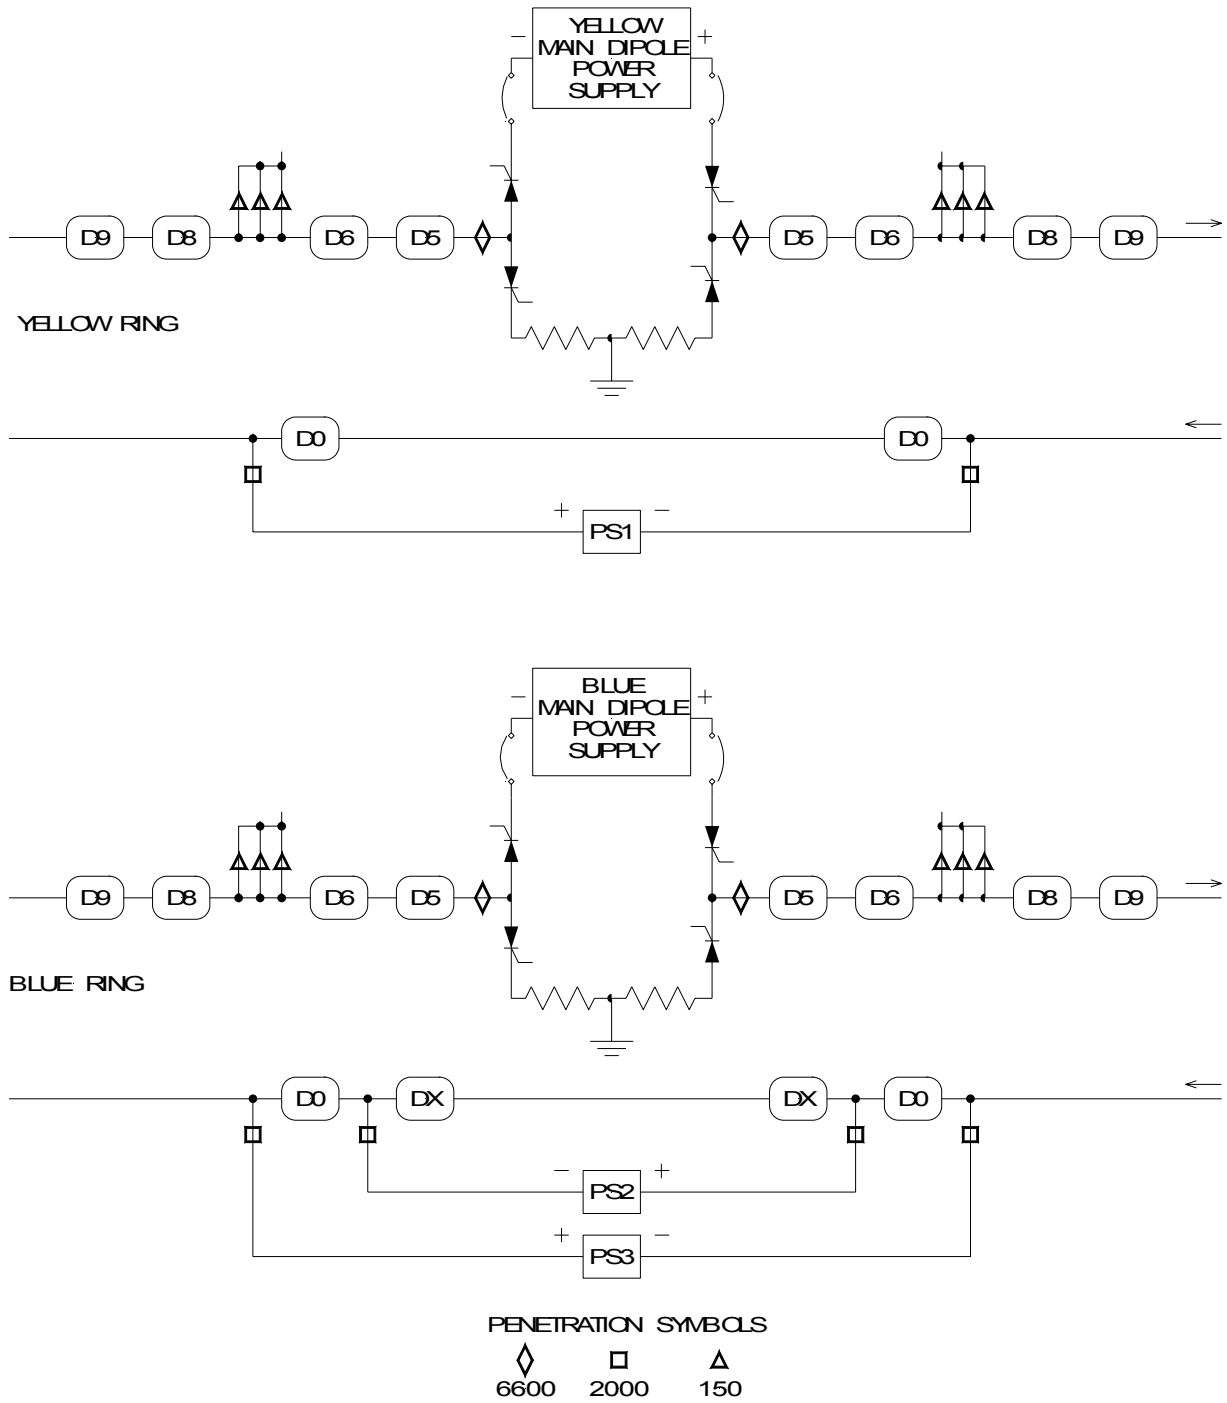 YELLOW
MAIN DIPOLE
POWER
SUPPLY
− +
D9 D8 D6 D5 D5 D6 D8 D9
YELLOW RING
D0 D0
+ PS1 −
BLUE
MAIN DIPOLE
POWER
SUPPLY
− +
D9 D8 D6 D5 D5 D6 D8 D9
BLUE RING
D0 DX DX D0
− PS2 +
+ PS3 −
PENETRATION SYMBOLS
6600 2000 150